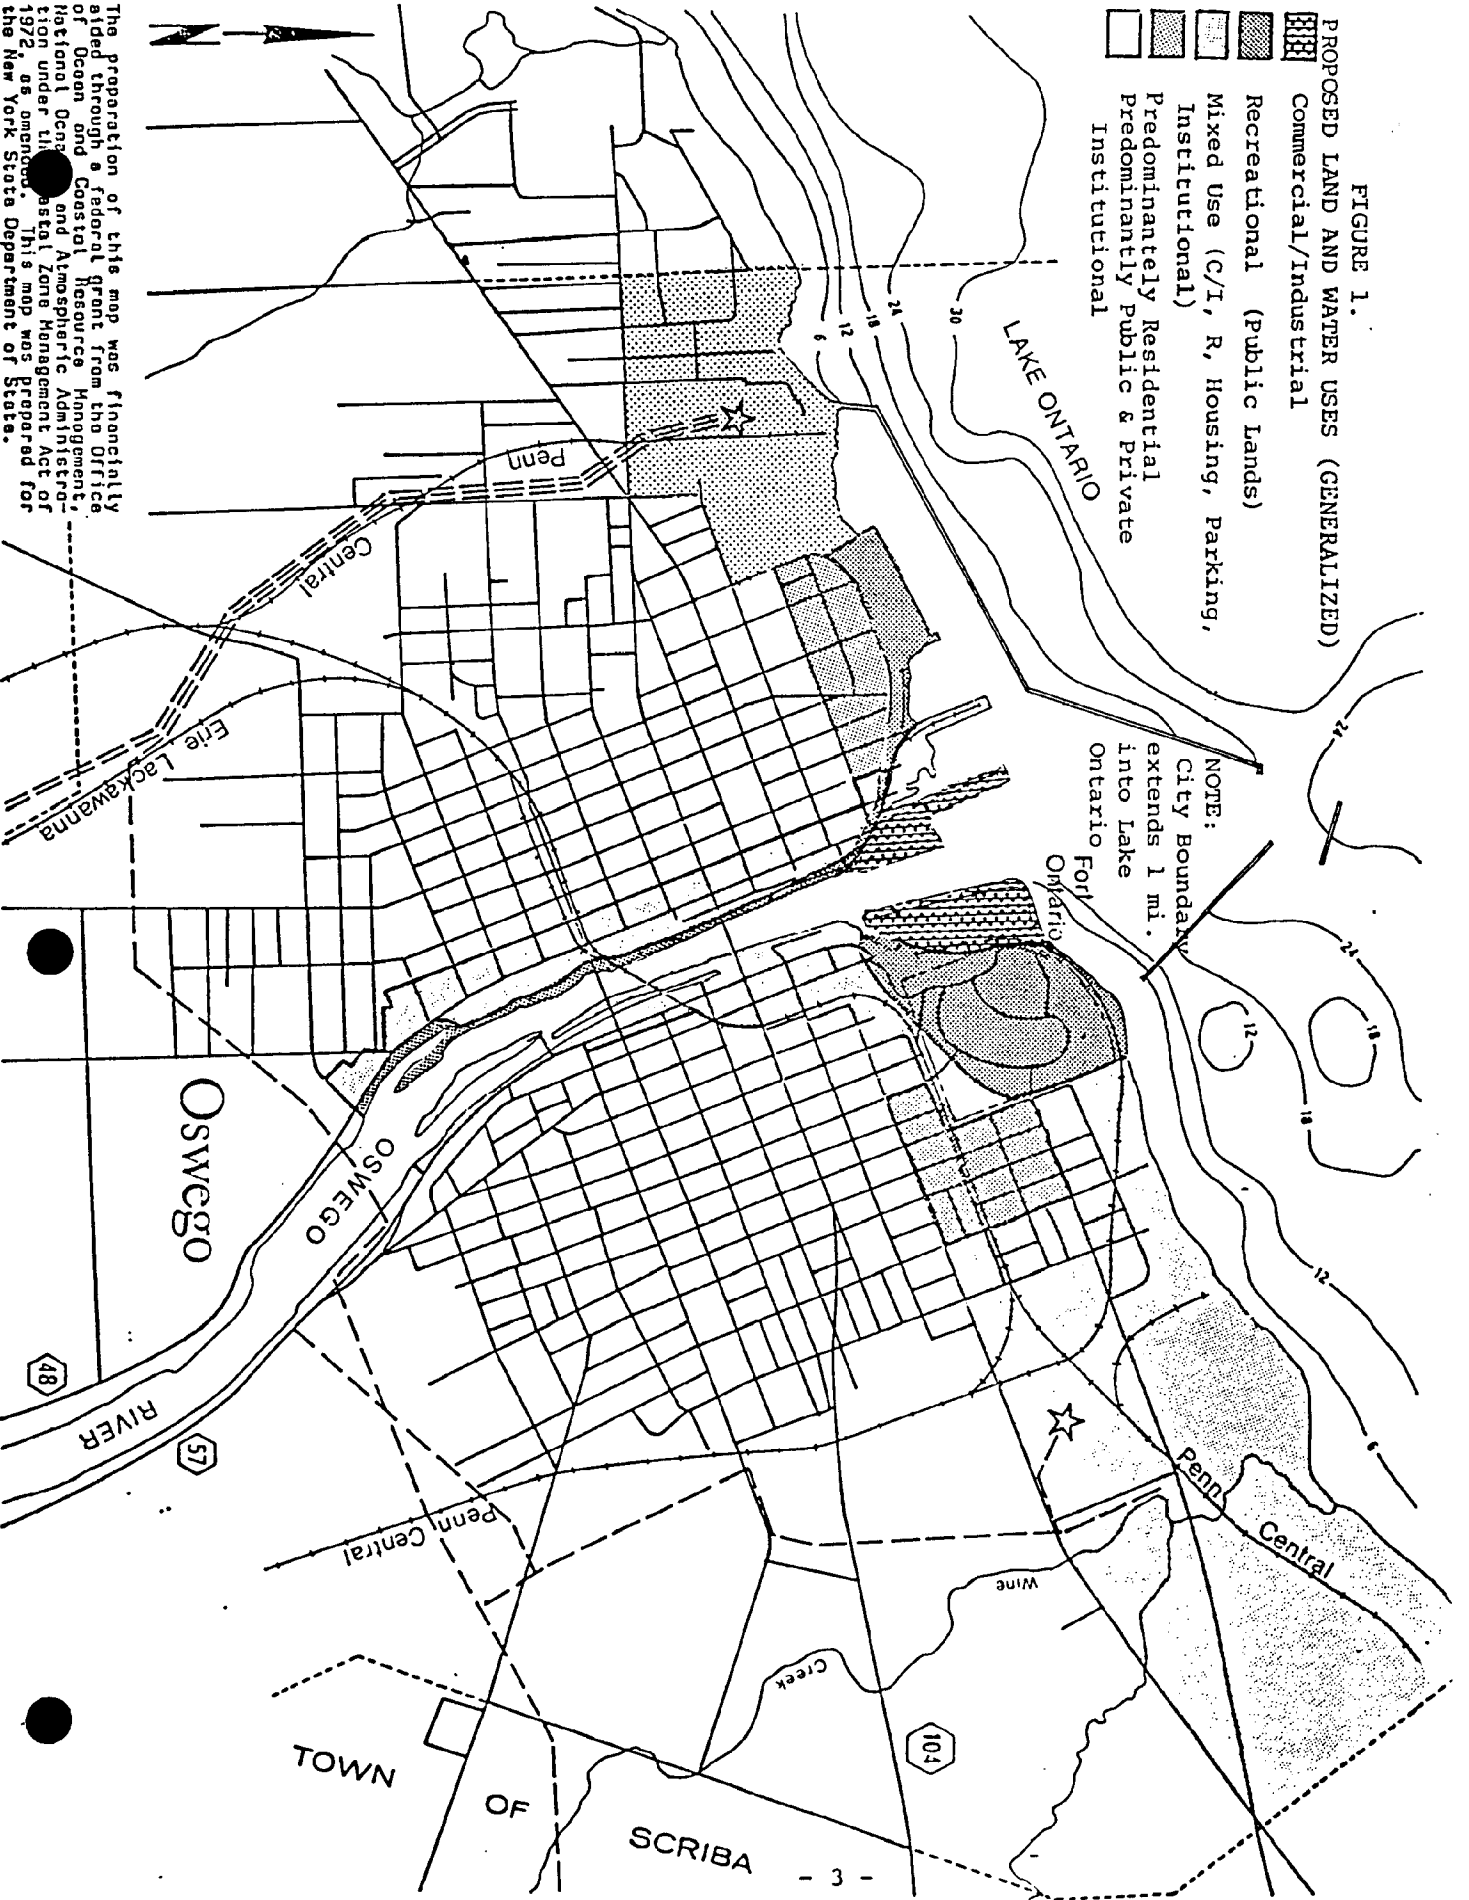 FIGURE 1.
PROPOSED LAND AND WATER USES (GENERALIZED)
Commercial/Industrial
Recreational (Public Lands)
Mixed Use (C/I, R, Housing, Parking,
Institutional)
Predominantely Residential
Predominantly Public & Private
Institutional
LAKE ONTARIO
30
24
18
12
6
NOTE:
City Boundary
extends 1 mi.
into Lake
Ontario
Fort
Ontario
12
24
18
12
18
12
6
Penn
Central
Erie
Lackawanna
Oswego
OSWEGO
RIVER
48
57
Penn Central
Penn
Central
Wine
Creek
104
TOWN
OF
SCRIBA
The preparation of this map was financially
aided through a federal grant from the Office
of Ocean and Coastal Resource Management,
National and Atmospheric Administra-
tion under Zone Management Act of
1972, as amended. This map was prepared for
the New York State Department of State.
- 3 -